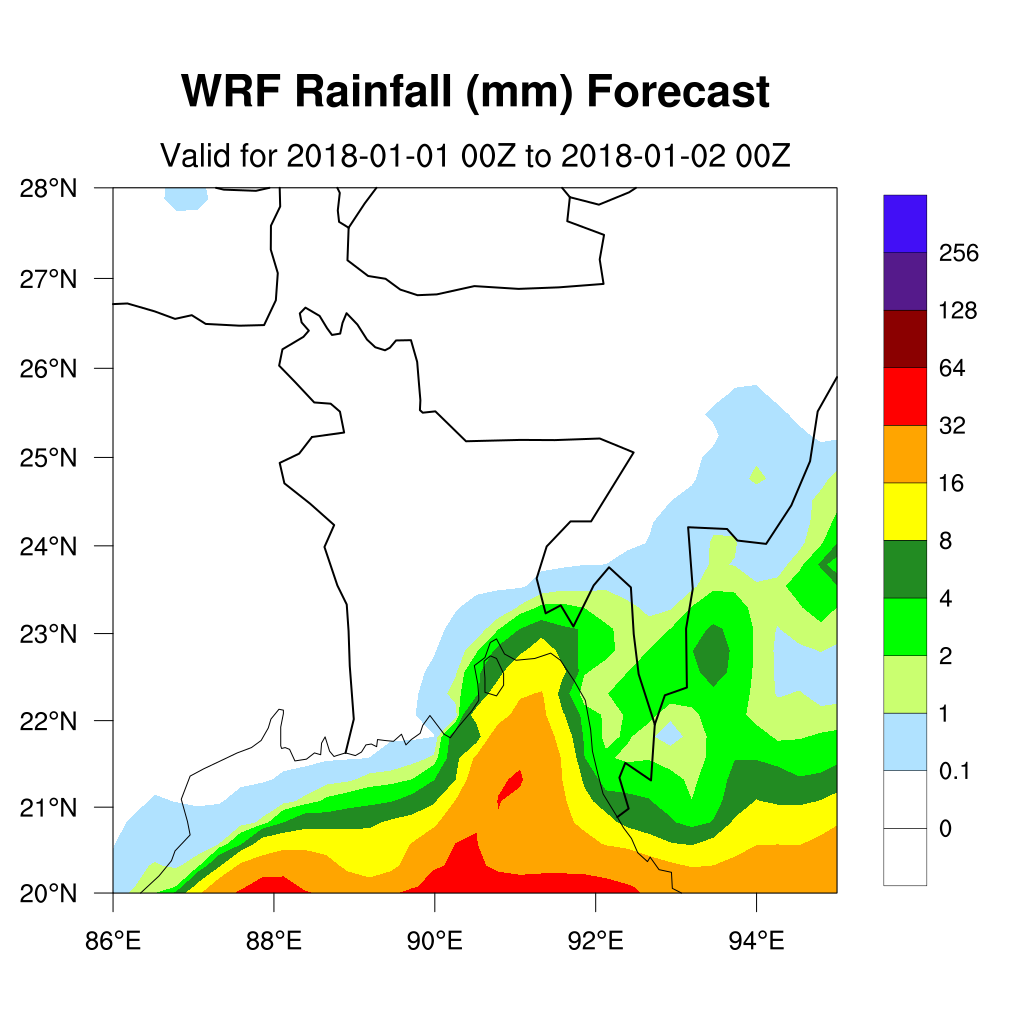 WRF Rainfall (mm) Forecast
Valid for 2018-01-01 00Z to 2018-01-02 00Z
28°N
27°N
26°N
25°N
24°N
23°N
22°N
21°N
20°N
86°E 88°E 90°E 92°E 94°E
256
128
64
32
16
8
4
2
1
0.1
0